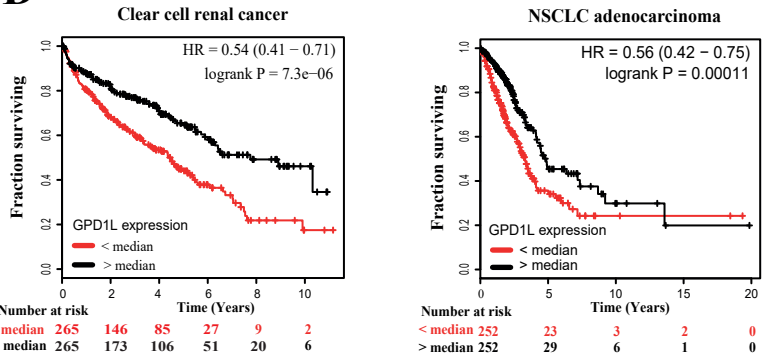 Clear cell renal cancer
HR = 0.54 (0.41 − 0.71)
logrank P = 7.3e−06
Fraction surviving
1.0
0.8
0.6
0.4
0.2
0.0
GPD1L expression
< median
> median
0 2 4 6 8 10
Number at risk
Time (Years)
median 265 146 85 27 9 2
median 265 173 106 51 20 6
NSCLC adenocarcinoma
HR = 0.56 (0.42 − 0.75)
logrank P = 0.00011
Fraction surviving
1.0
0.8
0.6
0.4
0.2
0.0
GPD1L expression
< median
> median
0 5 10 15 20
Number at risk
Time (Years)
< median 252 23 3 2 0
> median 252 29 6 1 0